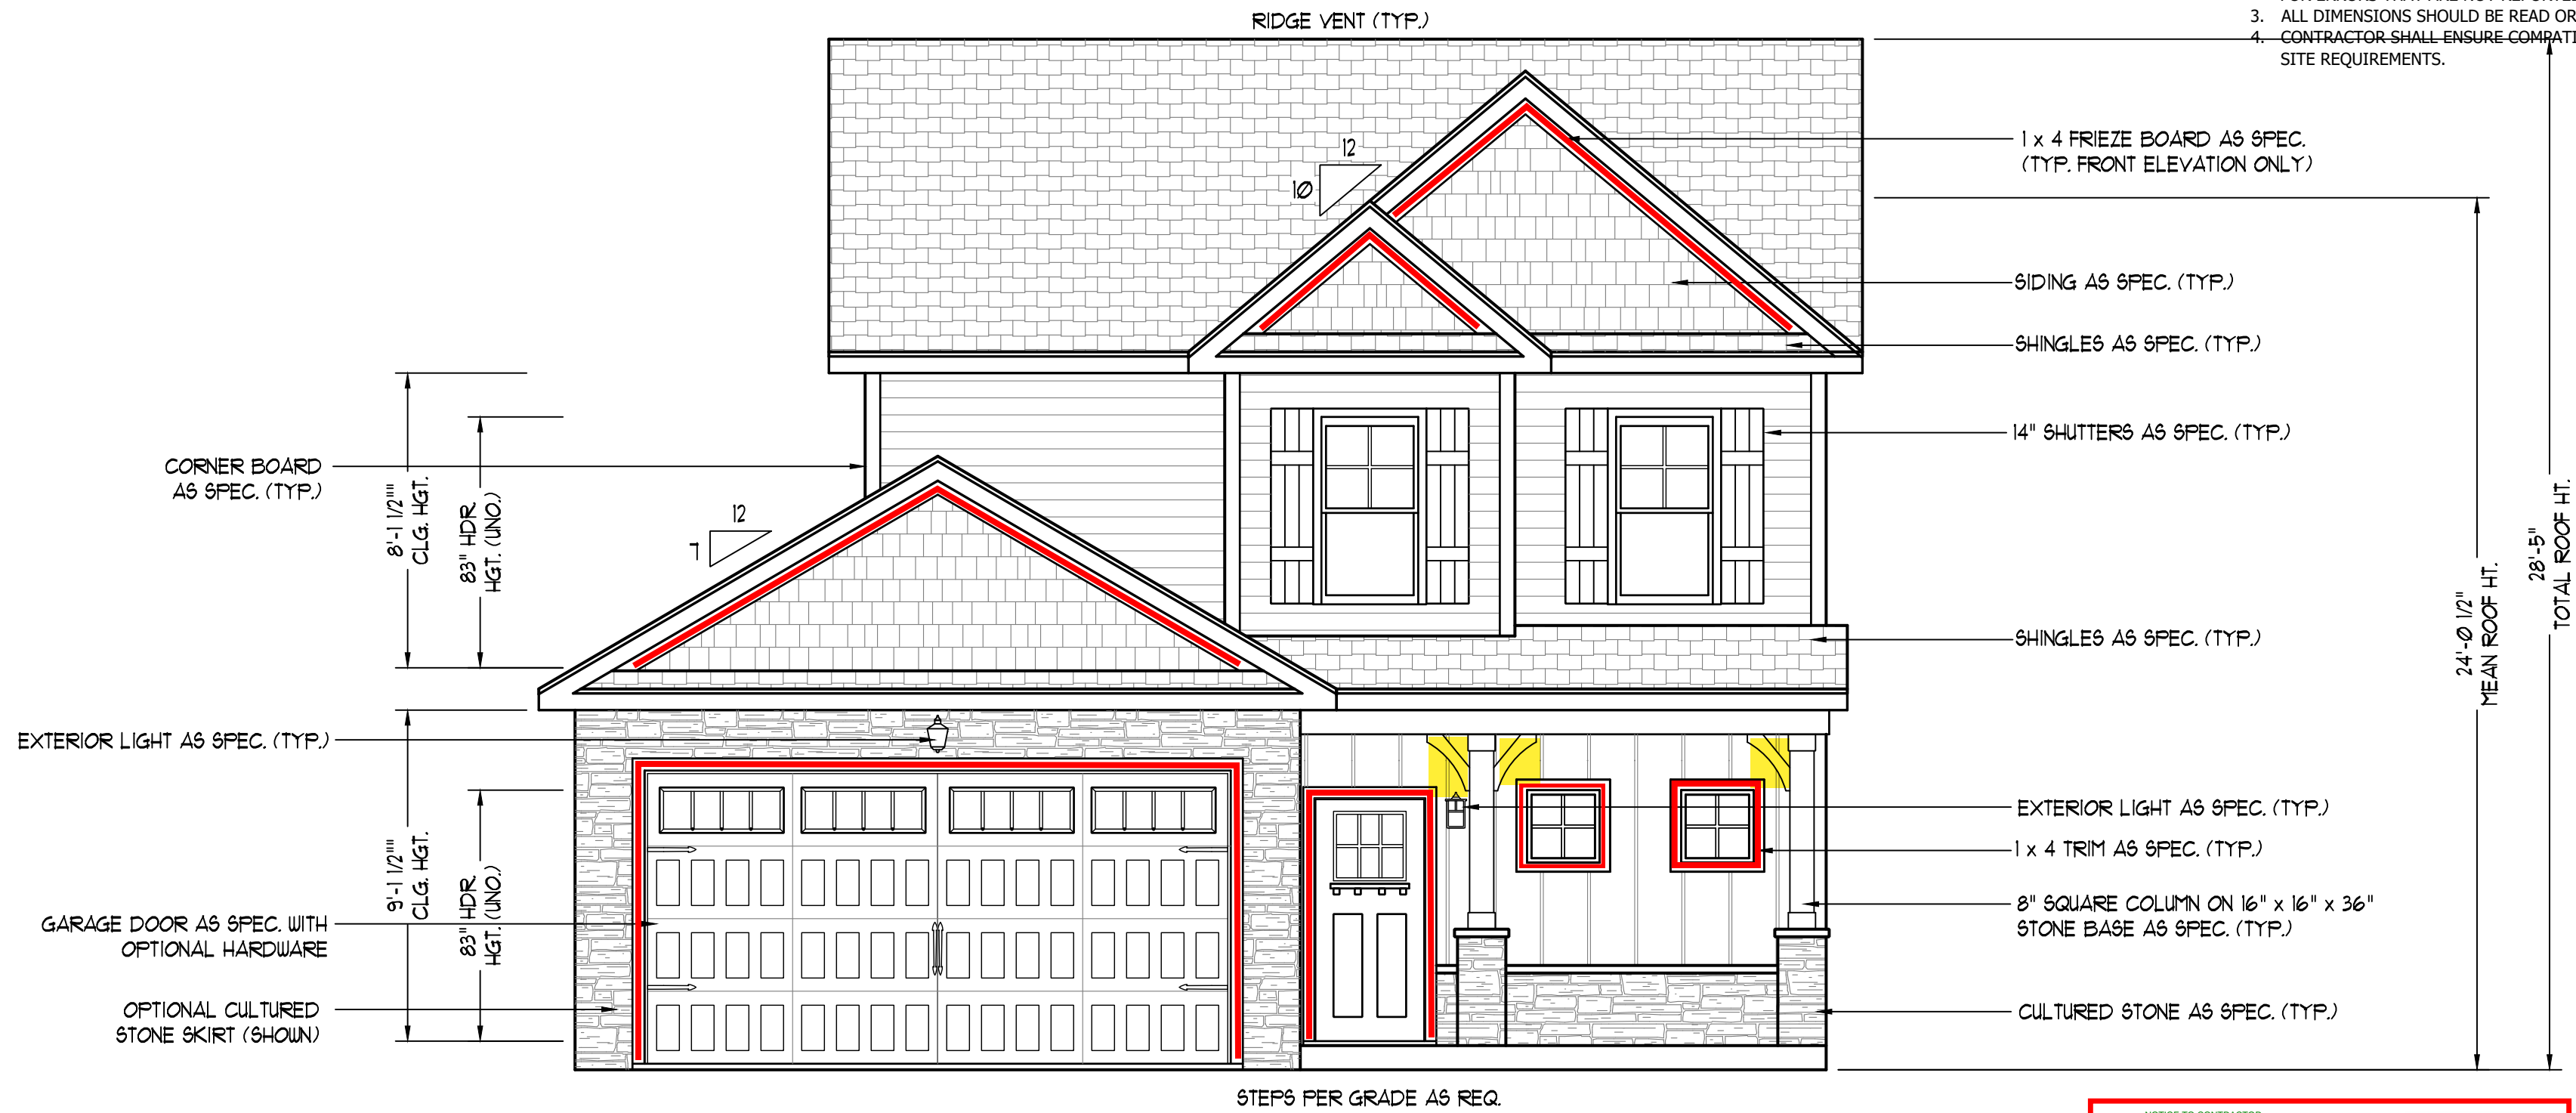 RIDGE VENT (TYP.)
3. ALL DIMENSIONS SHOULD BE READ OR
4. CONTRACTOR SHALL ENSURE COMPATI
SITE REQUIREMENTS.
1 x 4 FRIEZE BOARD AS SPEC.
(TYP. FRONT ELEVATION ONLY)
12
10
SIDING AS SPEC. (TYP.)
SHINGLES AS SPEC. (TYP.)
14" SHUTTERS AS SPEC. (TYP.)
CORNER BOARD
AS SPEC. (TYP.)
8'-1 1/2""
CLG. HGT.
83" HDR.
HGT. (UNO.)
12
7
SHINGLES AS SPEC. (TYP.)
24'-0 1/2"
MEAN ROOF HT.
28'-5"
TOTAL ROOF HT.
EXTERIOR LIGHT AS SPEC. (TYP.)
EXTERIOR LIGHT AS SPEC. (TYP.)
1 x 4 TRIM AS SPEC. (TYP.)
9'-1 1/2""
CLG. HGT.
83" HDR.
HGT. (UNO.)
GARAGE DOOR AS SPEC. WITH
OPTIONAL HARDWARE
8" SQUARE COLUMN ON 16" x 16" x 36"
STONE BASE AS SPEC. (TYP.)
OPTIONAL CULTURED
STONE SKIRT (SHOWN)
CULTURED STONE AS SPEC. (TYP.)
STEPS PER GRADE AS REQ.